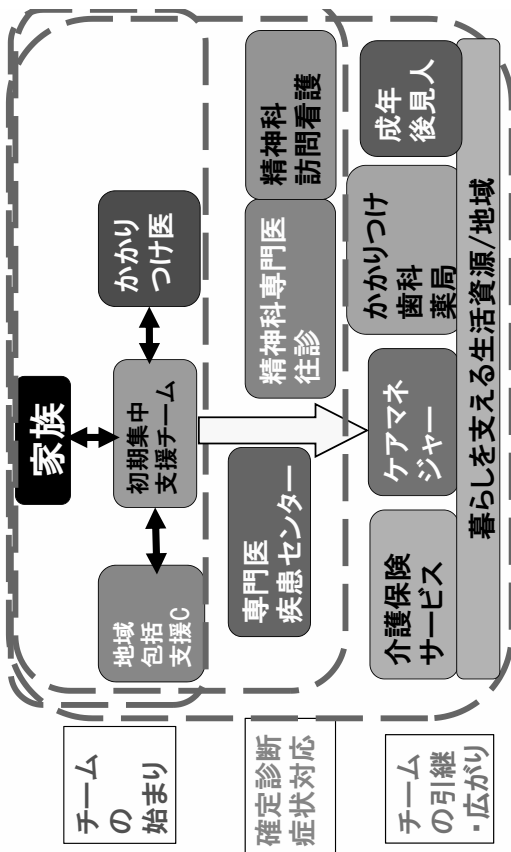 チーム
の
始まり
家族
地域
包括
支援C
初期集中
支援チーム
かかり
つけ医
確定診断
症状対応
専門医
疾患センター
精神科専門医
往診
精神科
訪問看護
チーム
の引継
・広がり
介護保険
サービス
ケアマネ
ジャー
かかりつけ
歯科
薬局
成年
後見人
暮らしを支える生活資源/地域